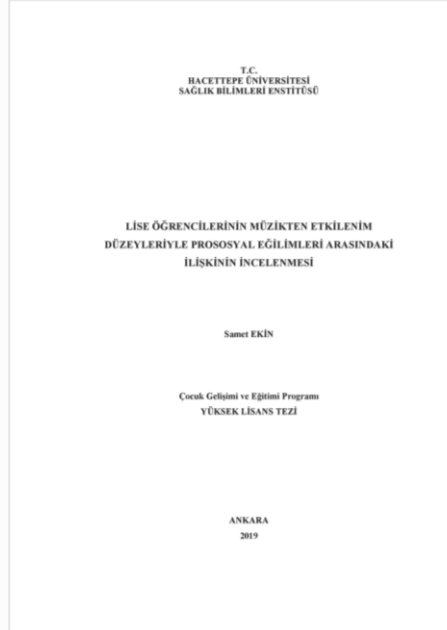 T.C.
HACETTEPE ÜNİVERSİTESİ
SAĞLIK BİLİMLERİ ENSTİTÜSÜ
LİSE ÖĞRENCİLERİNİN MÜZİKTEN ETKİLENİM
DÜZEYLERİYLE PROSOSYAL EĞİLİMLERİ ARASINDAKİ
İLİŞKİNİN İNCELENMESİ
Samet EKİN
Çocuk Gelişimi ve Eğitimi Programı
YÜKSEK LİSANS TEZİ
ANKARA
2019